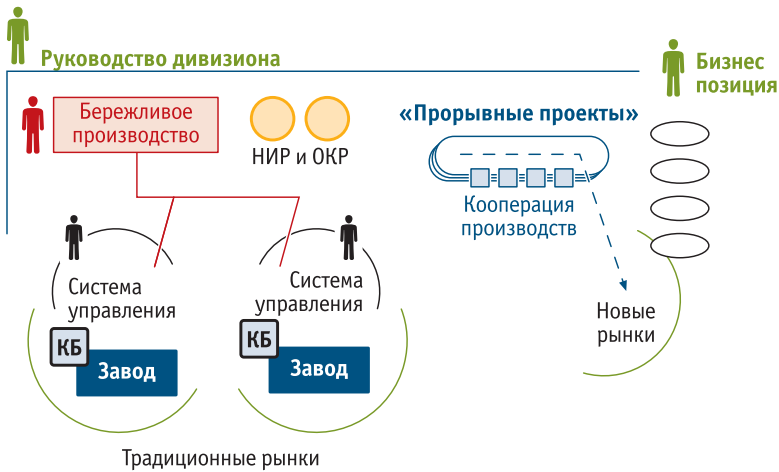 Руководство дивизиона
Бизнес
позиция
Бережливое
производство
НИР и ОКР
«Прорывные проекты»
Кооперация
производств
Система
управления
КБ
Завод
Система
управления
КБ
Завод
Новые
рынки
Традиционные рынки